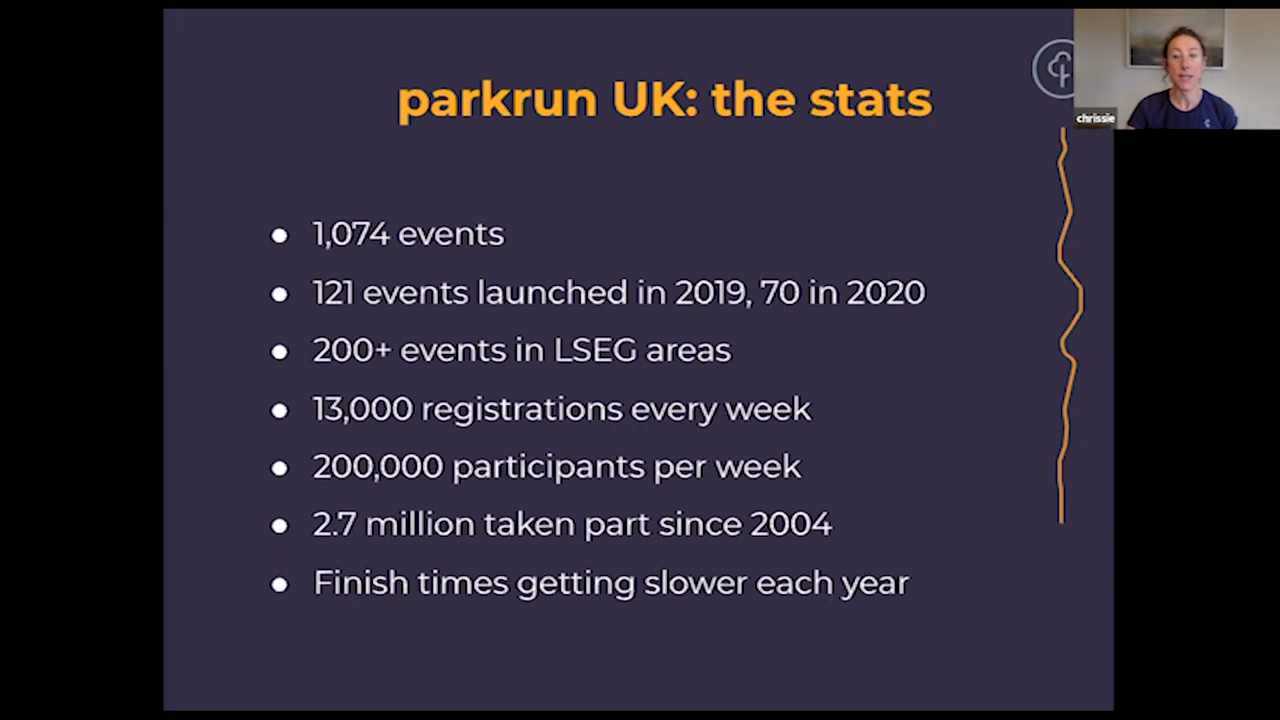 parkrun UK: the stats
chrissie
1,074 events
121 events launched in 2019, 70 in 2020
200+ events in LSEG areas
13,000 registrations every week
200,000 participants per week
2.7 million taken part since 2004
Finish times getting slower each year